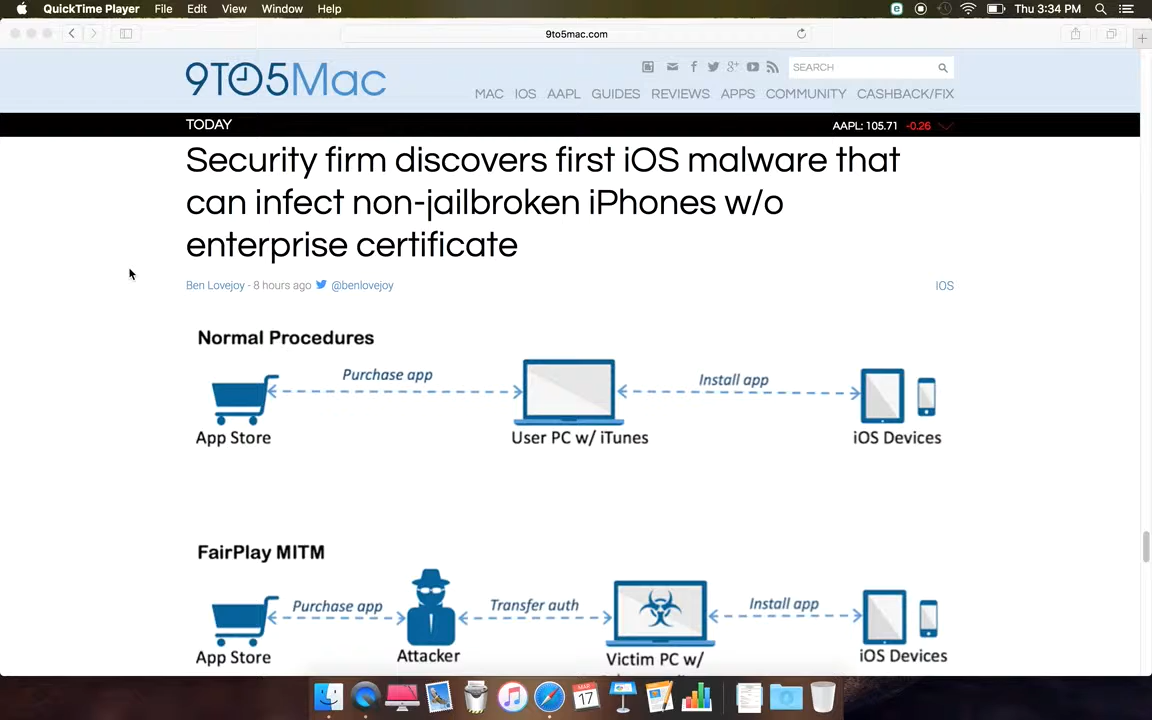 QuickTime Player File Edit View Window Help Thu 3:34 PM
9to5mac.com
9TO5Mac
SEARCH
MAC IOS AAPL GUIDES REVIEWS APPS COMMUNITY CASHBACK/FIX
TODAY AAPL: 105.71 -0.26
Security firm discovers first iOS malware that
can infect non-jailbroken iPhones w/o
enterprise certificate
Ben Lovejoy - 8 hours ago @benlovejoy IOS
Normal Procedures
Purchase app Install app
App Store User PC w/ iTunes iOS Devices
FairPlay MITM
Purchase app Transfer auth Install app
App Store Attacker Victim PC w/ iOS Devices
MAR
17